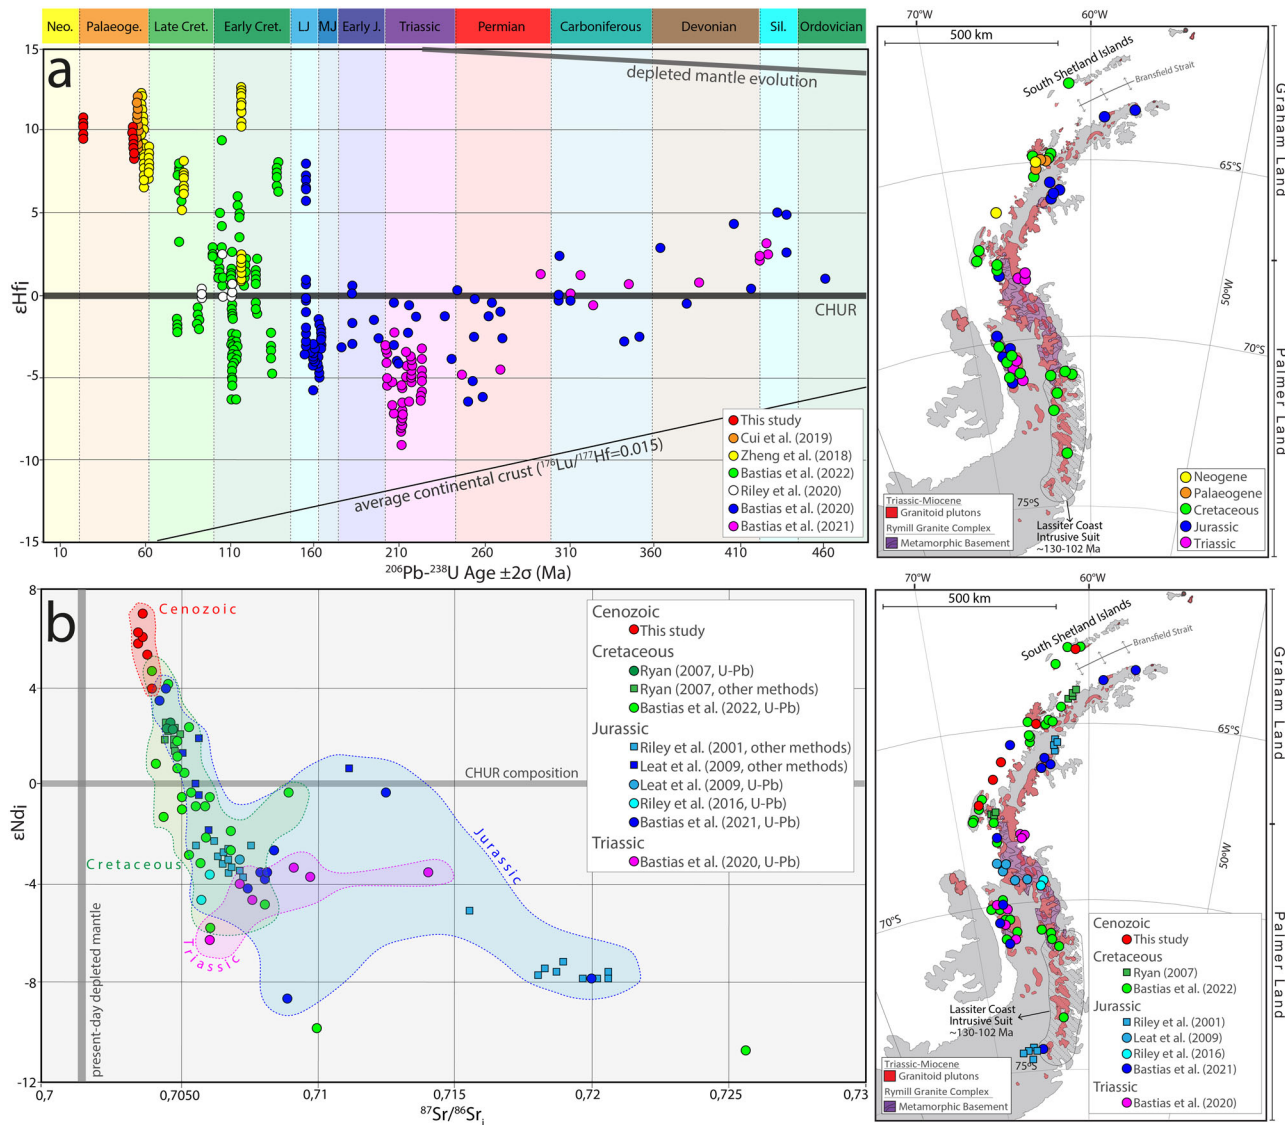 Neo.
Palaeoge.
Late Cret.
Early Cret.
LJ
MJ
Early J.
Triassic
Permian
Carboniferous
Devonian
Sil.
Ordovician
a
15
10
5
0
-5
-10
-15
εHfi
depleted mantle evolution
CHUR
average continental crust (¹⁷⁶Lu/¹⁷⁷Hf=0.015)
This study
Cui et al. (2019)
Zheng et al. (2018)
Bastias et al. (2022)
Riley et al. (2020)
Bastias et al. (2020)
Bastias et al. (2021)
10
60
110
160
210
260
310
360
410
460
²⁰⁶Pb-²³⁸U Age ±2σ (Ma)
70°W
60°W
500 km
South Shetland Islands
Bransfield Strait
65°S
50°W
70°S
75°S
Graham Land
Palmer Land
Neogene
Palaeogene
Cretaceous
Jurassic
Triassic
Triassic-Miocene
Granitoid plutons
Rymill Granite Complex
Metamorphic Basement
Lassiter Coast
Intrusive Suit
~130-102 Ma
b
8
4
0
-4
-8
-12
εNdi
Cenozoic
Cretaceous
Jurassic
Triassic
CHUR composition
present-day depleted mantle
Cenozoic
This study
Cretaceous
Ryan (2007, U-Pb)
Ryan (2007, other methods)
Bastias et al. (2022, U-Pb)
Jurassic
Riley et al. (2001, other methods)
Leat et al. (2009, other methods)
Leat et al. (2009, U-Pb)
Riley et al. (2016, U-Pb)
Bastias et al. (2021, U-Pb)
Triassic
Bastias et al. (2020, U-Pb)
0,7
0,7050
0,71
0,715
0,72
0,725
0,73
⁸⁷Sr/⁸⁶Srᵢ
70°W
60°W
500 km
South Shetland Islands
Bransfield Strait
65°S
50°W
70°S
75°S
Graham Land
Palmer Land
Cenozoic
This study
Cretaceous
Ryan (2007)
Bastias et al. (2022)
Jurassic
Riley et al. (2001)
Leat et al. (2009)
Riley et al. (2016)
Bastias et al. (2021)
Triassic
Bastias et al. (2020)
Lassiter Coast
Intrusive Suit
~130-102 Ma
Triassic-Miocene
Granitoid plutons
Rymill Granite Complex
Metamorphic Basement